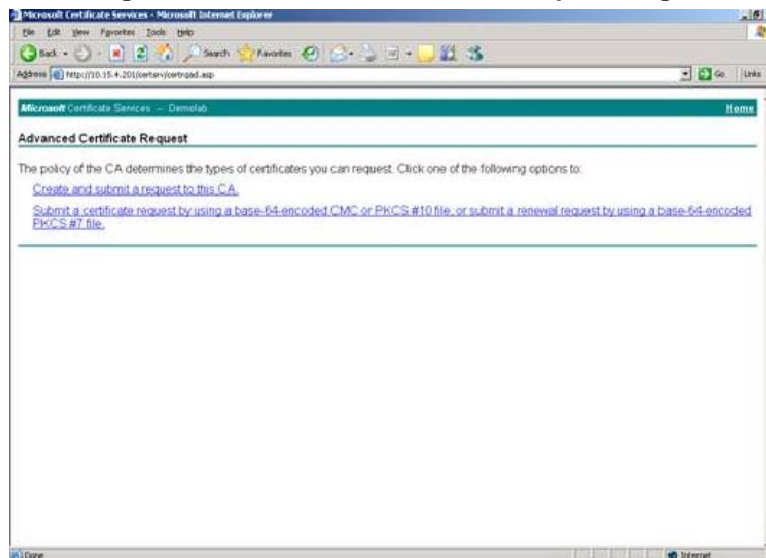 Microsoft Certificate Services - Microsoft Internet Explorer
File Edit View Favorites Tools Help
Back Search Favorites
Address http://10.15.4.201/certsrv/certrqad.asp Go Links
Microsoft Certificate Services -- Demolab Home
Advanced Certificate Request
The policy of the CA determines the types of certificates you can request. Click one of the following options to:
Create and submit a request to this CA.
Submit a certificate request by using a base-64-encoded CMC or PKCS #10 file, or submit a renewal request by using a base-64-encoded
PKCS #7 file.
Done Internet